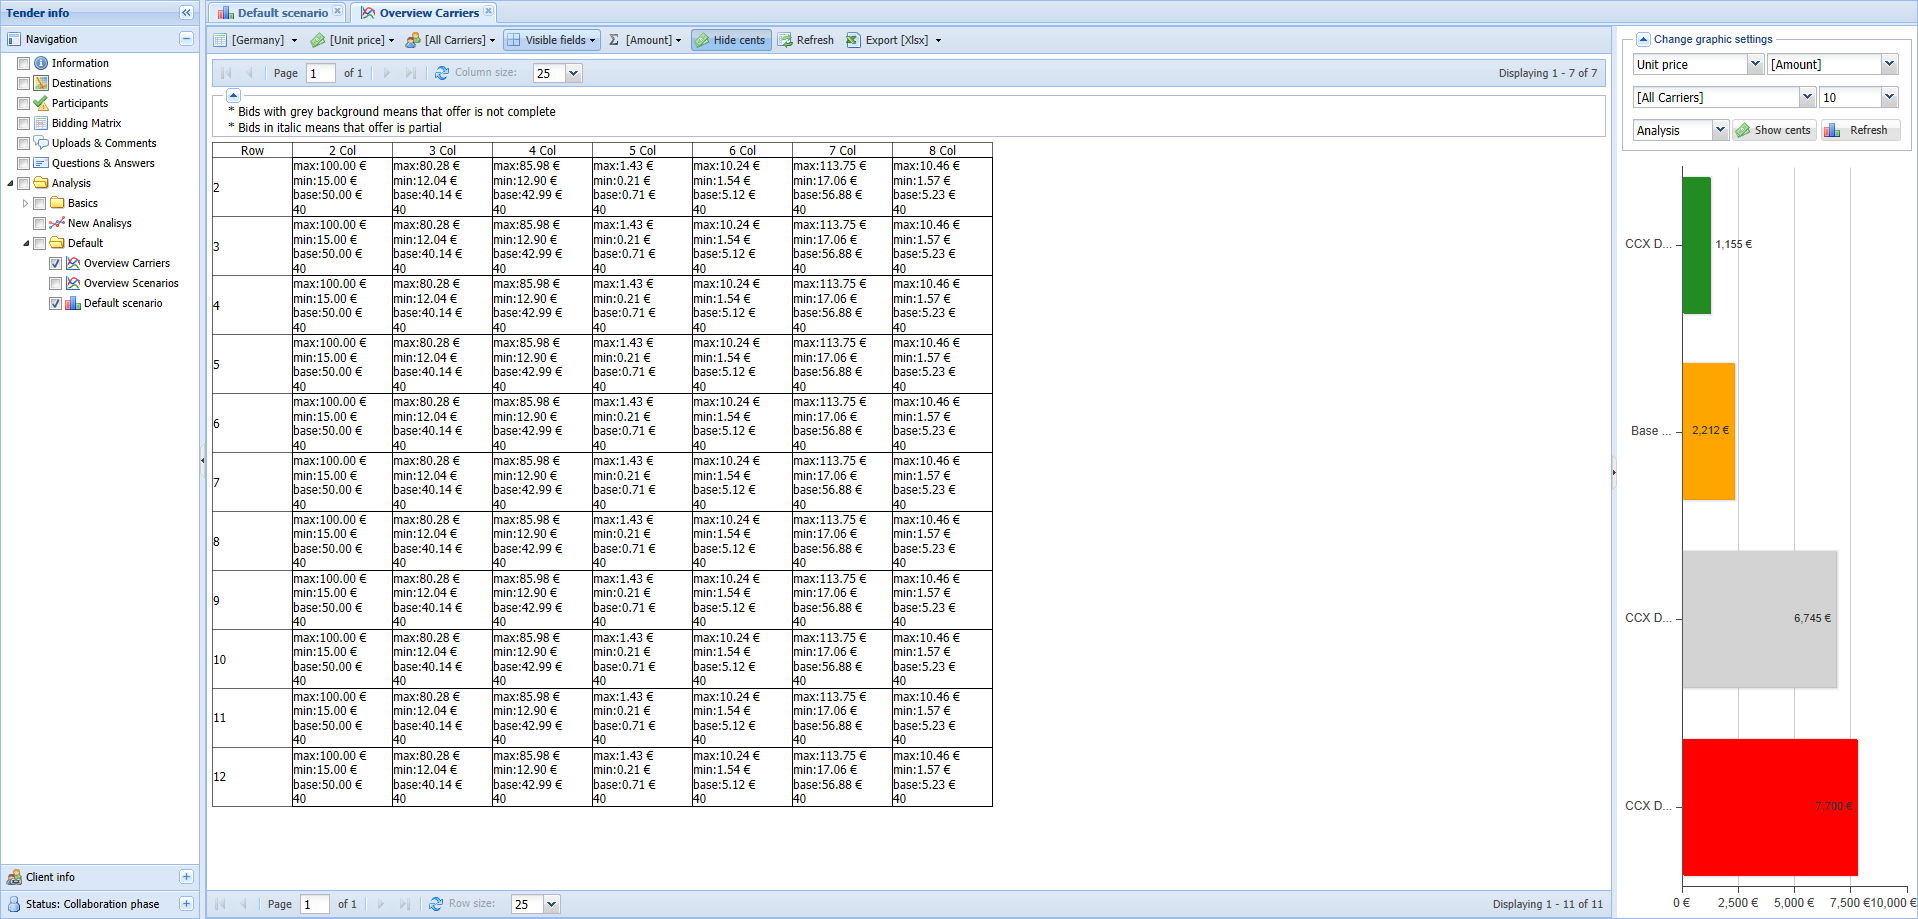 Tender info
Navigation
Information
Destinations
Participants
Bidding Matrix
Uploads & Comments
Questions & Answers
Analysis
Basics
New Analisys
Default
Overview Carriers
Overview Scenarios
Default scenario
Client info
Status: Collaboration phase
Default scenario
Overview Carriers
[Germany] [Unit price] [All Carriers] Visible fields Σ [Amount] Hide cents Refresh Export [Xlsx]
Page 1 of 1 Column size: 25 Displaying 1 - 7 of 7
* Bids with grey background means that offer is not complete
* Bids in italic means that offer is partial
Row 2 Col 3 Col 4 Col 5 Col 6 Col 7 Col 8 Col
2
max:100.00 € max:80.28 € max:85.98 € max:1.43 € max:10.24 € max:113.75 € max:10.46 €
min:15.00 € min:12.04 € min:12.90 € min:0.21 € min:1.54 € min:17.06 € min:1.57 €
base:50.00 € base:40.14 € base:42.99 € base:0.71 € base:5.12 € base:56.88 € base:5.23 €
40 40 40 40 40 40 40
3
max:100.00 € max:80.28 € max:85.98 € max:1.43 € max:10.24 € max:113.75 € max:10.46 €
min:15.00 € min:12.04 € min:12.90 € min:0.21 € min:1.54 € min:17.06 € min:1.57 €
base:50.00 € base:40.14 € base:42.99 € base:0.71 € base:5.12 € base:56.88 € base:5.23 €
40 40 40 40 40 40 40
4
max:100.00 € max:80.28 € max:85.98 € max:1.43 € max:10.24 € max:113.75 € max:10.46 €
min:15.00 € min:12.04 € min:12.90 € min:0.21 € min:1.54 € min:17.06 € min:1.57 €
base:50.00 € base:40.14 € base:42.99 € base:0.71 € base:5.12 € base:56.88 € base:5.23 €
40 40 40 40 40 40 40
5
max:100.00 € max:80.28 € max:85.98 € max:1.43 € max:10.24 € max:113.75 € max:10.46 €
min:15.00 € min:12.04 € min:12.90 € min:0.21 € min:1.54 € min:17.06 € min:1.57 €
base:50.00 € base:40.14 € base:42.99 € base:0.71 € base:5.12 € base:56.88 € base:5.23 €
40 40 40 40 40 40 40
6
max:100.00 € max:80.28 € max:85.98 € max:1.43 € max:10.24 € max:113.75 € max:10.46 €
min:15.00 € min:12.04 € min:12.90 € min:0.21 € min:1.54 € min:17.06 € min:1.57 €
base:50.00 € base:40.14 € base:42.99 € base:0.71 € base:5.12 € base:56.88 € base:5.23 €
40 40 40 40 40 40 40
7
max:100.00 € max:80.28 € max:85.98 € max:1.43 € max:10.24 € max:113.75 € max:10.46 €
min:15.00 € min:12.04 € min:12.90 € min:0.21 € min:1.54 € min:17.06 € min:1.57 €
base:50.00 € base:40.14 € base:42.99 € base:0.71 € base:5.12 € base:56.88 € base:5.23 €
40 40 40 40 40 40 40
8
max:100.00 € max:80.28 € max:85.98 € max:1.43 € max:10.24 € max:113.75 € max:10.46 €
min:15.00 € min:12.04 € min:12.90 € min:0.21 € min:1.54 € min:17.06 € min:1.57 €
base:50.00 € base:40.14 € base:42.99 € base:0.71 € base:5.12 € base:56.88 € base:5.23 €
40 40 40 40 40 40 40
9
max:100.00 € max:80.28 € max:85.98 € max:1.43 € max:10.24 € max:113.75 € max:10.46 €
min:15.00 € min:12.04 € min:12.90 € min:0.21 € min:1.54 € min:17.06 € min:1.57 €
base:50.00 € base:40.14 € base:42.99 € base:0.71 € base:5.12 € base:56.88 € base:5.23 €
40 40 40 40 40 40 40
10
max:100.00 € max:80.28 € max:85.98 € max:1.43 € max:10.24 € max:113.75 € max:10.46 €
min:15.00 € min:12.04 € min:12.90 € min:0.21 € min:1.54 € min:17.06 € min:1.57 €
base:50.00 € base:40.14 € base:42.99 € base:0.71 € base:5.12 € base:56.88 € base:5.23 €
40 40 40 40 40 40 40
11
max:100.00 € max:80.28 € max:85.98 € max:1.43 € max:10.24 € max:113.75 € max:10.46 €
min:15.00 € min:12.04 € min:12.90 € min:0.21 € min:1.54 € min:17.06 € min:1.57 €
base:50.00 € base:40.14 € base:42.99 € base:0.71 € base:5.12 € base:56.88 € base:5.23 €
40 40 40 40 40 40 40
12
max:100.00 € max:80.28 € max:85.98 € max:1.43 € max:10.24 € max:113.75 € max:10.46 €
min:15.00 € min:12.04 € min:12.90 € min:0.21 € min:1.54 € min:17.06 € min:1.57 €
base:50.00 € base:40.14 € base:42.99 € base:0.71 € base:5.12 € base:56.88 € base:5.23 €
40 40 40 40 40 40 40
Page 1 of 1 Row size: 25 Displaying 1 - 11 of 11
Change graphic settings
Unit price [Amount]
[All Carriers] 10
Analysis Show cents Refresh
CCX D... 1,155 €
Base ... 2,212 €
CCX D... 6,745 €
CCX D... 7,700 €
0 € 2,500 € 5,000 € 7,500 € 10,000 €